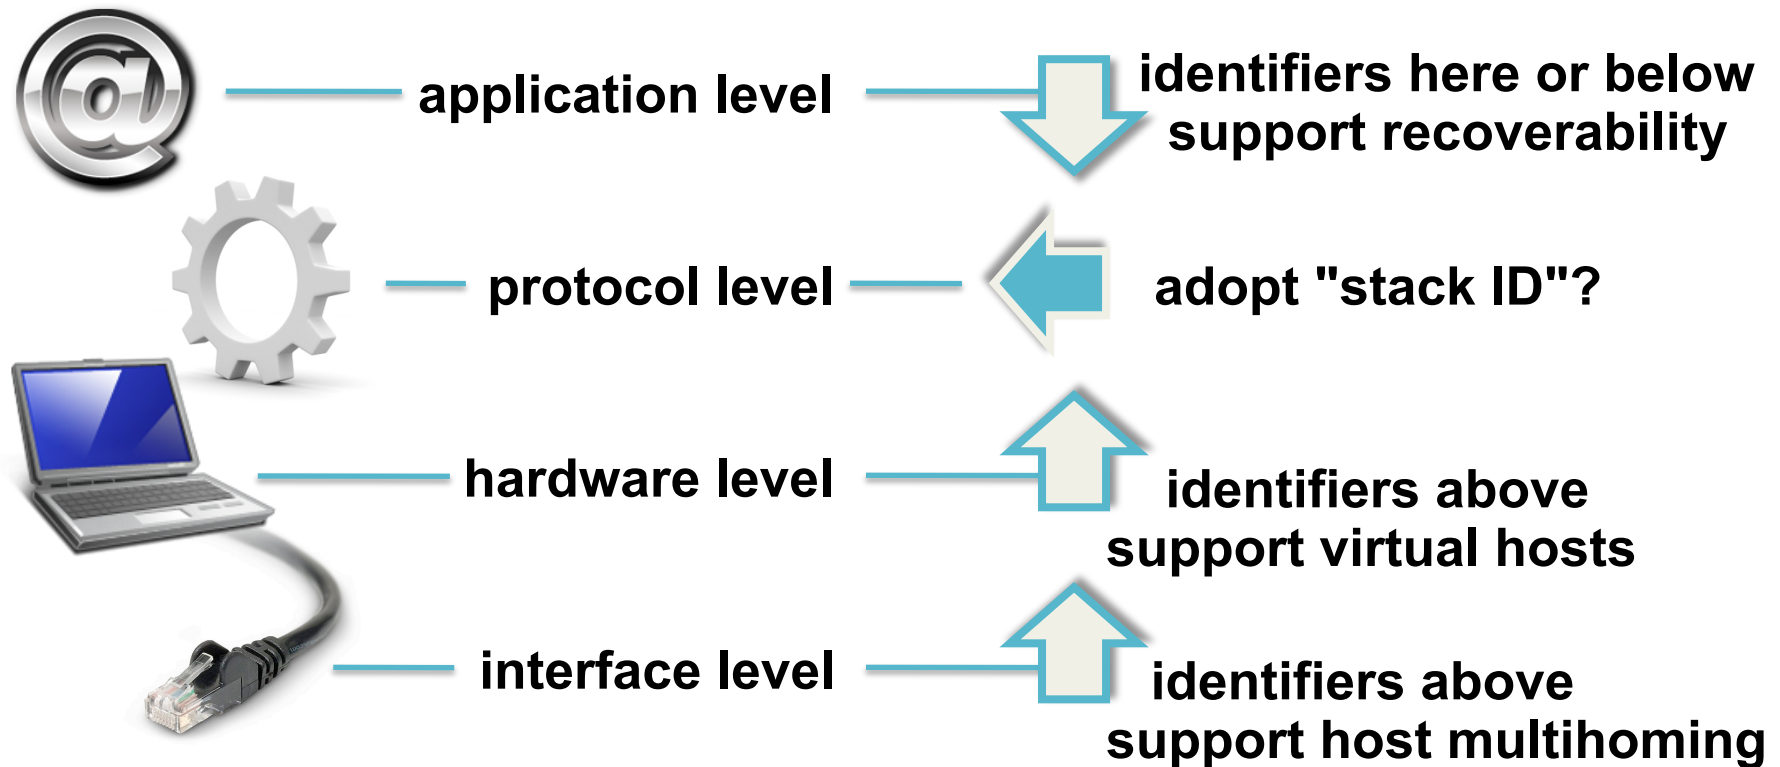 application level
identifiers here or below
support recoverability
protocol level
adopt "stack ID"?
hardware level
identifiers above
support virtual hosts
interface level
identifiers above
support host multihoming